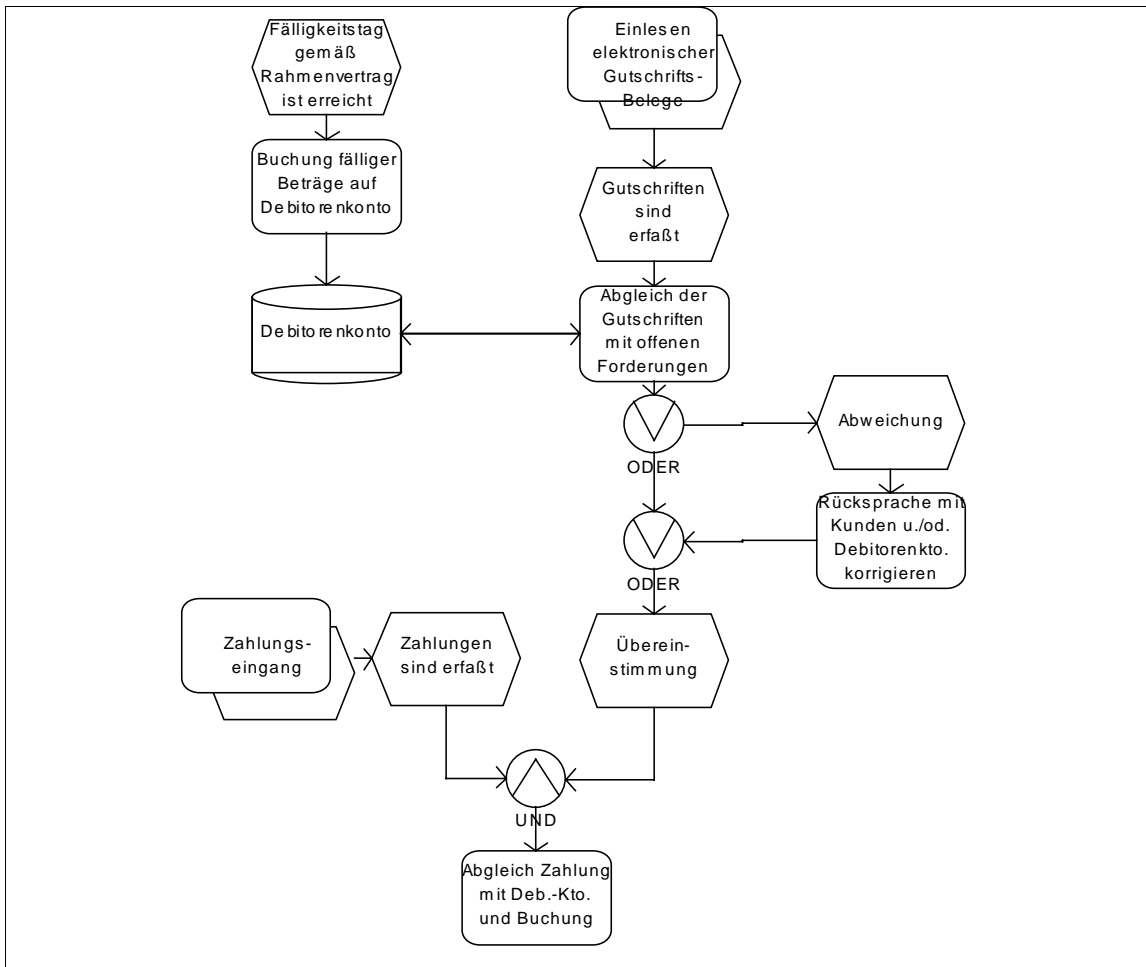 Fälligkeitstag
gemäß
Rahmenvertrag
ist erreicht
Einlesen
elektronischer
Gutschrifts-
Belege
Buchung fälliger
Beträge auf
Debitorenkonto
Gutschriften
sind
erfaßt
Debitorenkonto
Abgleich der
Gutschriften
mit offenen
Forderungen
ODER
Abweichung
Rücksprache mit
Kunden u./od.
Debitorenkto.
korrigieren
ODER
Zahlungs-
eingang
Zahlungen
sind erfaßt
Überein-
stimmung
UND
Abgleich Zahlung
mit Deb.-Kto.
und Buchung